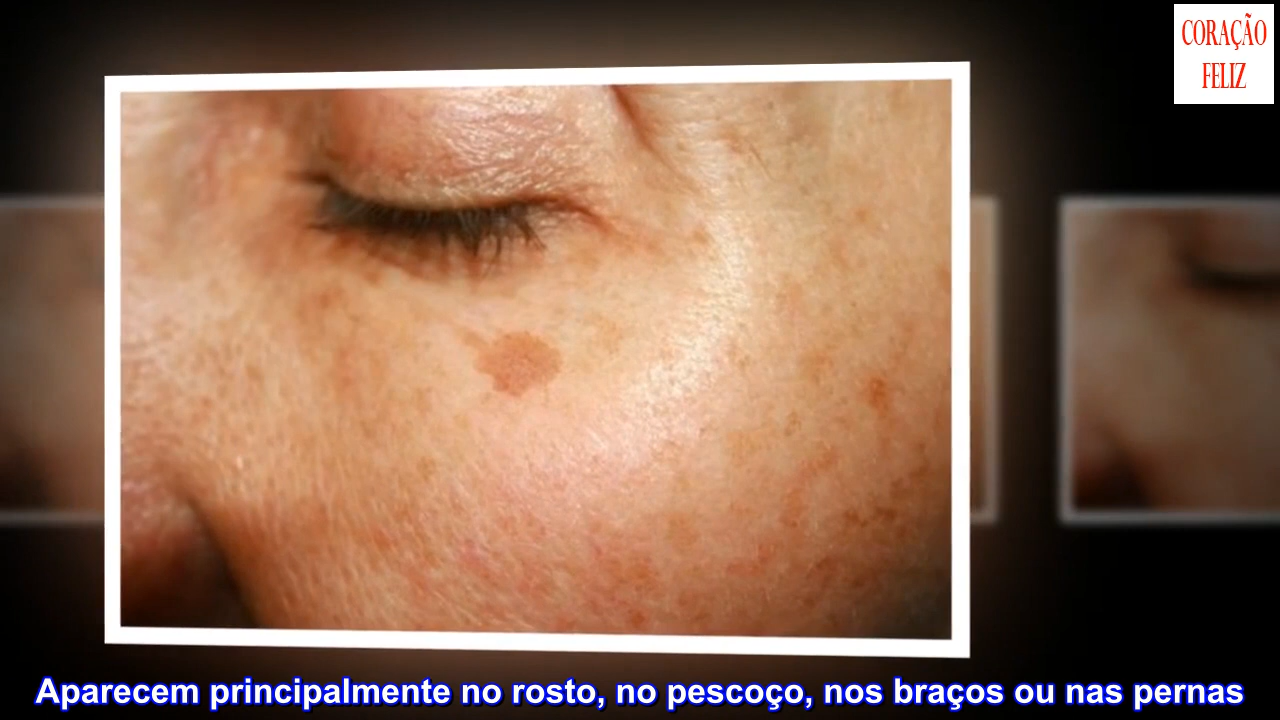 CORAÇÃO
FELIZ
Aparecem principalmente no rosto, no pescoço, nos braços ou nas pernas